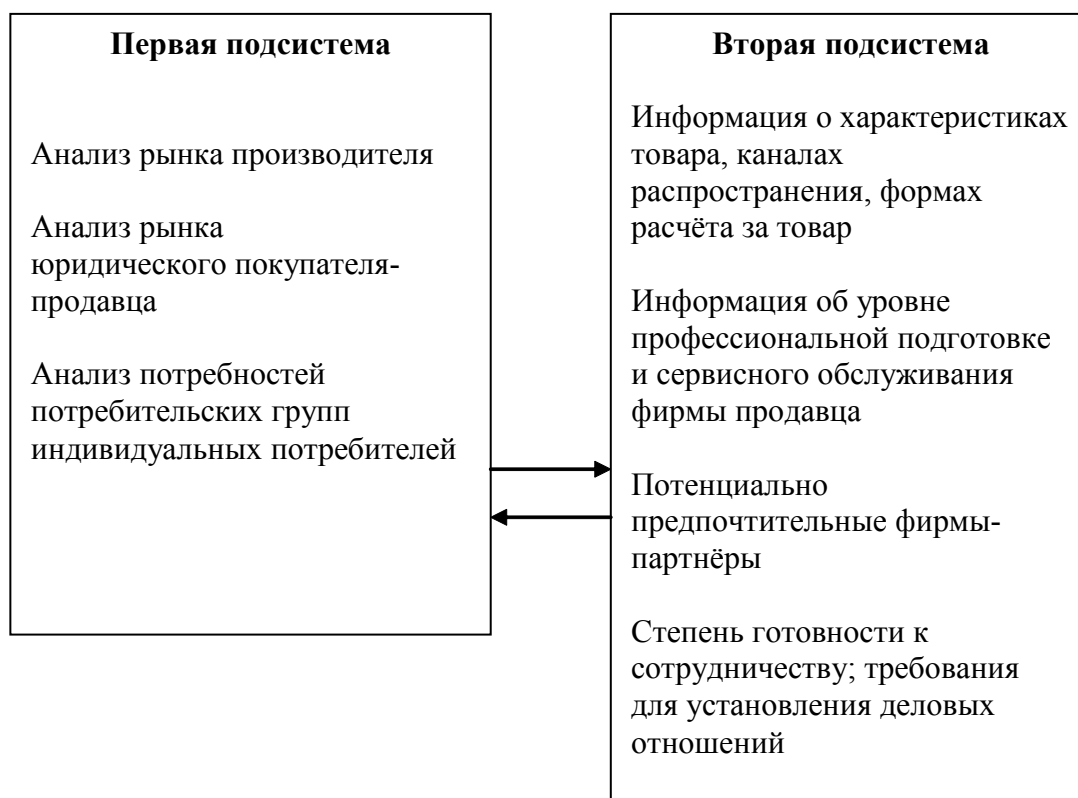 Первая подсистема
Анализ рынка производителя
Анализ рынка
юридического покупателя-
продавца
Анализ потребностей
потребительских групп
индивидуальных потребителей
Вторая подсистема
Информация о характеристиках
товара, каналах
распространения, формах
расчёта за товар
Информация об уровне
профессиональной подготовке
и сервисного обслуживания
фирмы продавца
Потенциально
предпочтительные фирмы-
партнёры
Степень готовности к
сотрудничеству; требования
для установления деловых
отношений